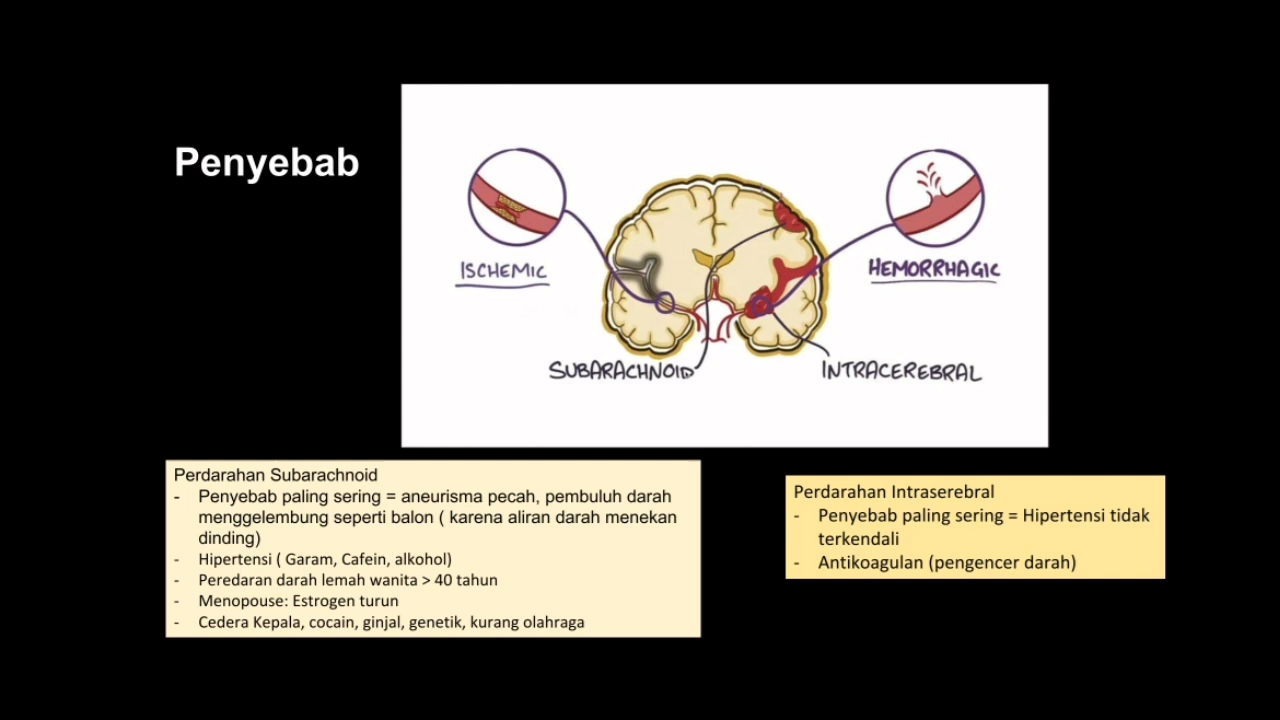 Penyebab
ISCHEMIC
HEMORRHAGIC
SUBARACHNOID
INTRACEREBRAL
Perdarahan Subarachnoid
- Penyebab paling sering = aneurisma pecah, pembuluh darah
menggelembung seperti balon ( karena aliran darah menekan
dinding)
- Hipertensi ( Garam, Cafein, alkohol)
- Peredaran darah lemah wanita > 40 tahun
- Menopouse: Estrogen turun
- Cedera Kepala, cocain, ginjal, genetik, kurang olahraga
Perdarahan Intraserebral
- Penyebab paling sering = Hipertensi tidak
terkendali
- Antikoagulan (pengencer darah)